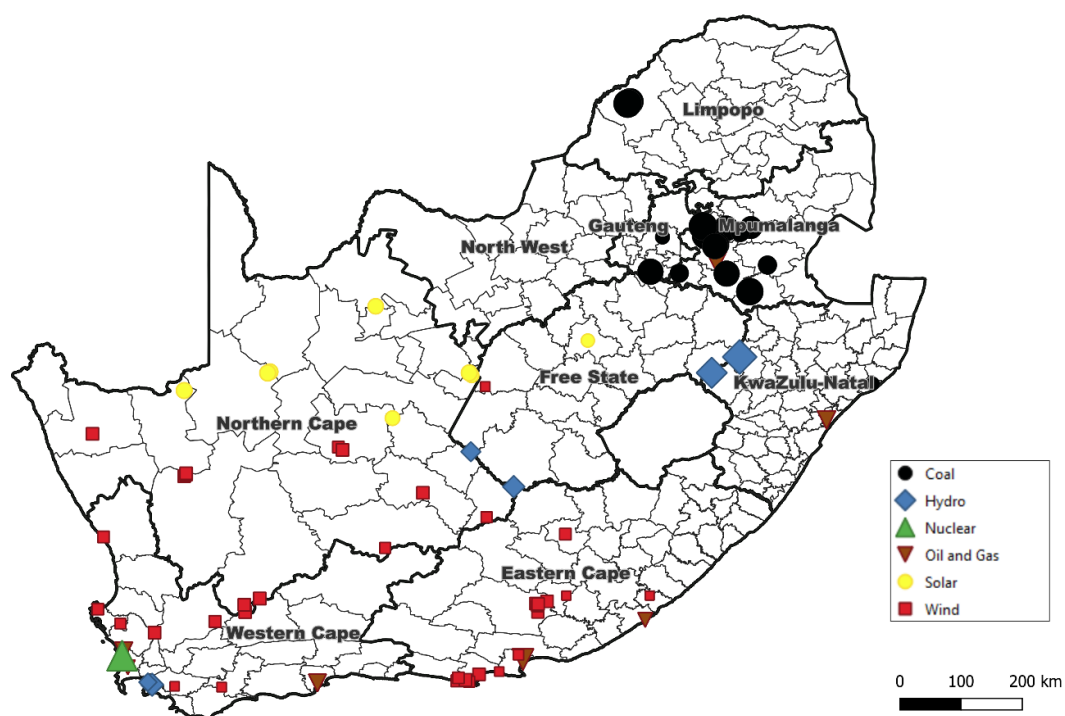 Limpopo
Gauteng
Mpumalanga
North West
Free State
KwaZulu-Natal
Northern Cape
Coal
Hydro
Nuclear
Oil and Gas
Solar
Wind
Eastern Cape
Western Cape
0 100 200 km